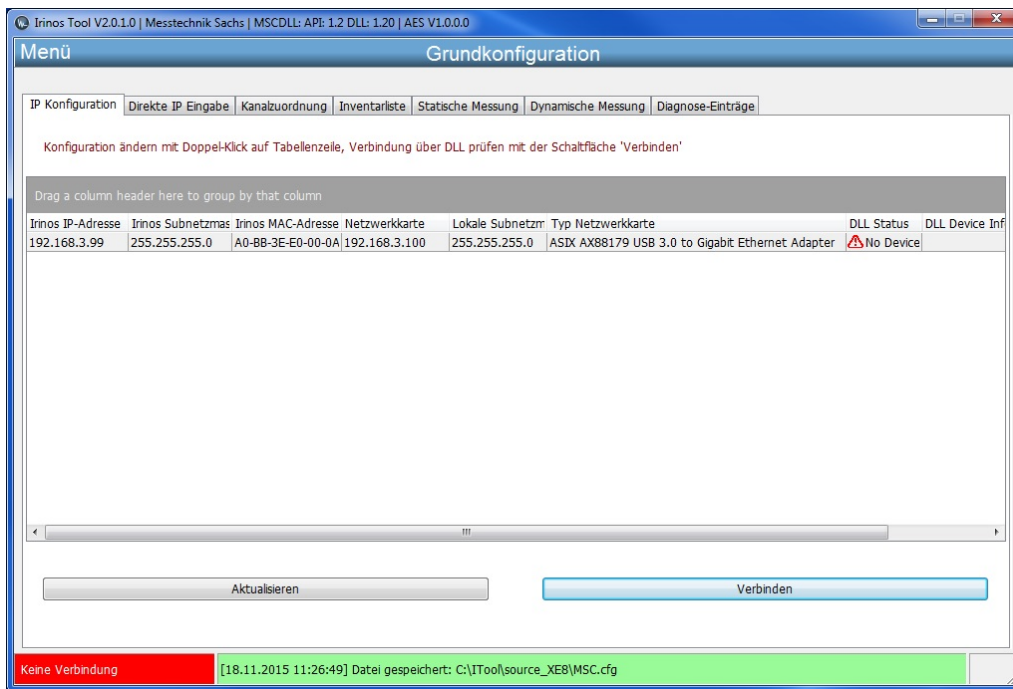 Irinos Tool V2.0.1.0 | Messtechnik Sachs | MSCDLL: API: 1.2 DLL: 1.20 | AES V1.0.0.0
Menü Grundkonfiguration
IP Konfiguration Direkte IP Eingabe Kanalzuordnung Inventarliste Statische Messung Dynamische Messung Diagnose-Einträge
Konfiguration ändern mit Doppel-Klick auf Tabellenzeile, Verbindung über DLL prüfen mit der Schaltfläche 'Verbinden'
Drag a column header here to group by that column
Irinos IP-Adresse Irinos Subnetzmas Irinos MAC-Adresse Netzwerkkarte Lokale Subnetzm Typ Netzwerkkarte DLL Status DLL Device Inf
192.168.3.99 255.255.255.0 A0-BB-3E-E0-00-0A 192.168.3.100 255.255.255.0 ASIX AX88179 USB 3.0 to Gigabit Ethernet Adapter No Device
Aktualisieren Verbinden
Keine Verbindung [18.11.2015 11:26:49] Datei gespeichert: C:\ITool\source_XE8\MSC.cfg